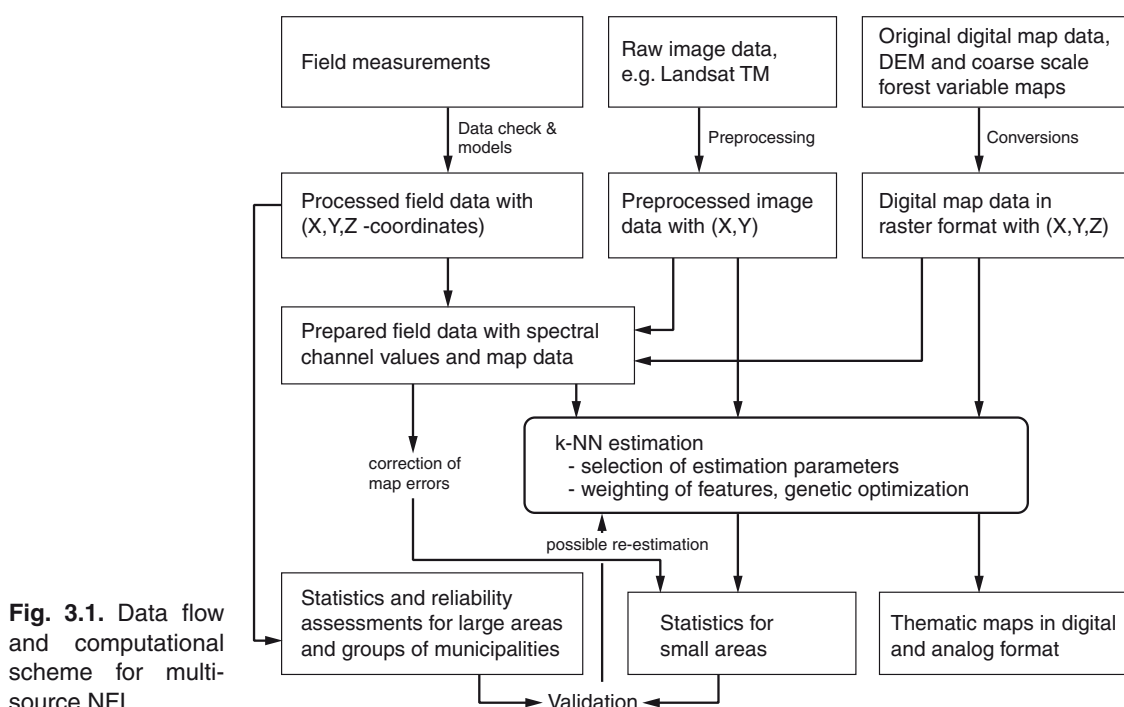 Field measurements
Raw image data,
e.g. Landsat TM
Original digital map data,
DEM and coarse scale
forest variable maps
Data check &
models
Preprocessing
Conversions
Processed field data with
(X,Y,Z -coordinates)
Preprocessed image
data with (X,Y)
Digital map data in
raster format with (X,Y,Z)
Prepared field data with spectral
channel values and map data
k-NN estimation
- selection of estimation parameters
- weighting of features, genetic optimization
correction of
map errors
possible re-estimation
Statistics and reliability
assessments for large areas
and groups of municipalities
Statistics for
small areas
Thematic maps in digital
and analog format
Validation
Fig. 3.1. Data flow
and computational
scheme for multi-
source NFI